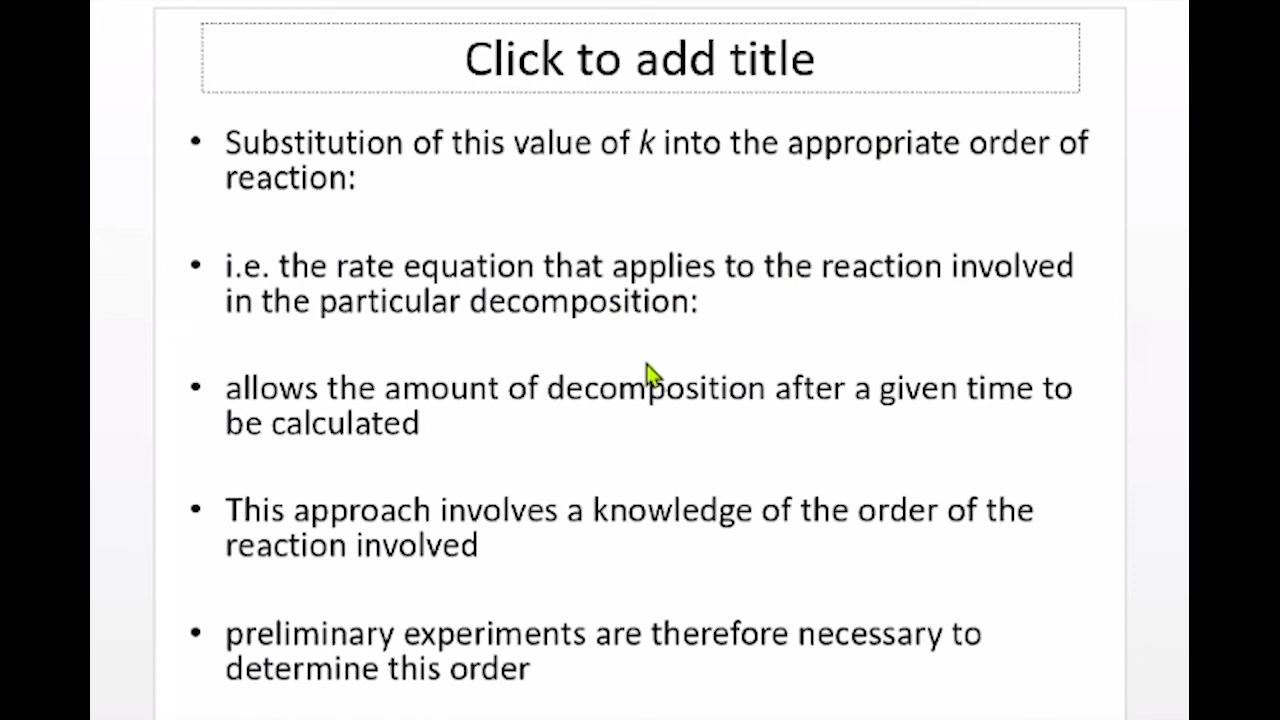 Click to add title
• Substitution of this value of k into the appropriate order of
reaction:
• i.e. the rate equation that applies to the reaction involved
in the particular decomposition:
• allows the amount of decomposition after a given time to
be calculated
• This approach involves a knowledge of the order of the
reaction involved
• preliminary experiments are therefore necessary to
determine this order